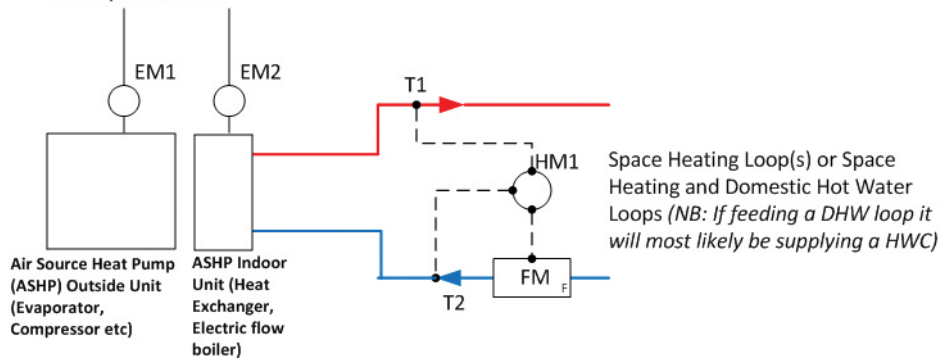 EM1
EM2
T1
HM1
Space Heating Loop(s) or Space
Heating and Domestic Hot Water
Loops (NB: If feeding a DHW loop it
will most likely be supplying a HWC)
FM
F
T2
Air Source Heat Pump
(ASHP) Outside Unit
(Evaporator,
Compressor etc)
ASHP Indoor
Unit (Heat
Exchanger,
Electric flow
boiler)